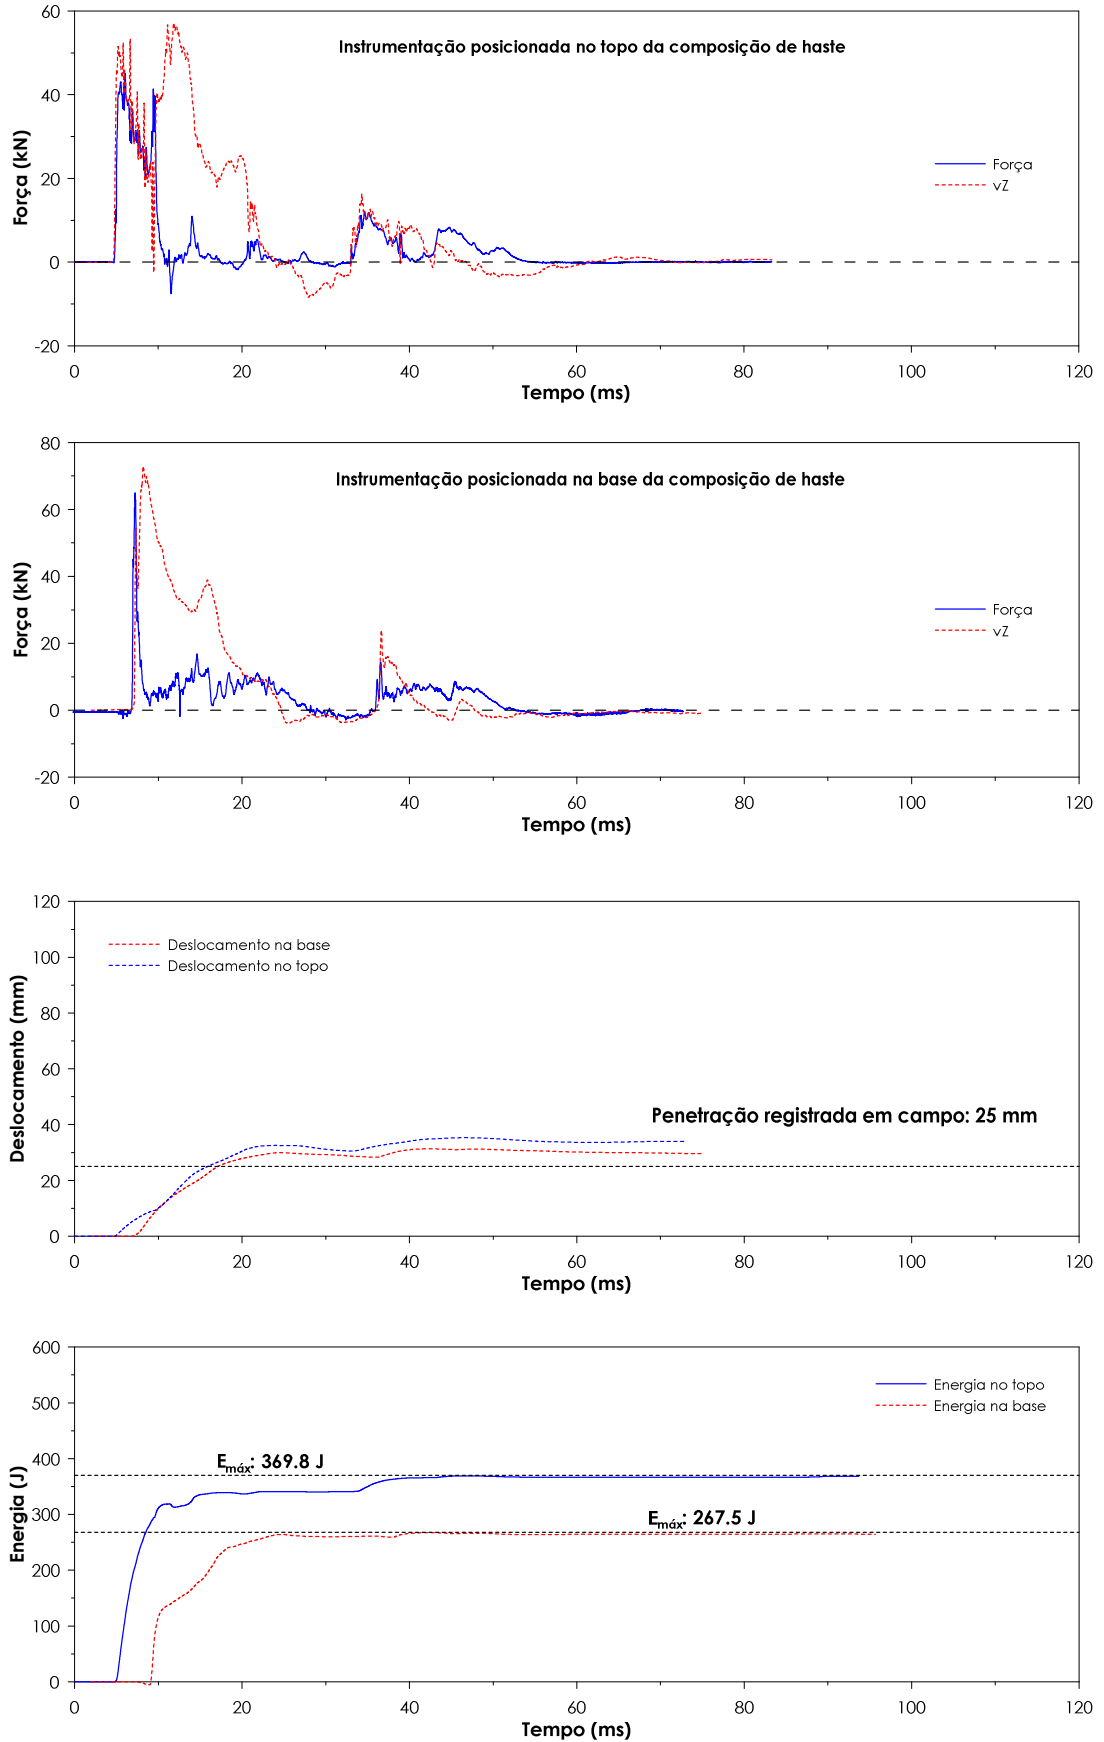 60
40
20
0
-20
Força (kN)
Instrumentação posicionada no topo da composição de haste
Força
vZ
0 20 40 60 80 100 120
Tempo (ms)
80
60
40
20
0
-20
Força (kN)
Instrumentação posicionada na base da composição de haste
Força
vZ
0 20 40 60 80 100 120
Tempo (ms)
120
100
80
60
40
20
0
Deslocamento (mm)
Deslocamento na base
Deslocamento no topo
Penetração registrada em campo: 25 mm
0 20 40 60 80 100 120
Tempo (ms)
600
500
400
300
200
100
0
Energia (J)
Energia no topo
Energia na base
Emáx: 369.8 J
Emáx: 267.5 J
0 20 40 60 80 100 120
Tempo (ms)